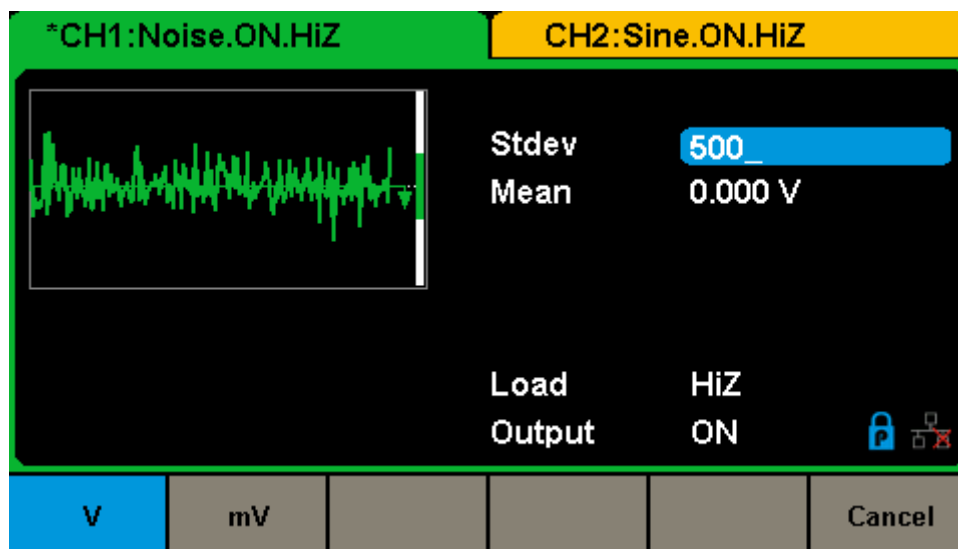 *CH1:Noise.ON.HiZ CH2:Sine.ON.HiZ
Stdev 500_
Mean 0.000 V
Load HiZ
Output ON
V mV Cancel